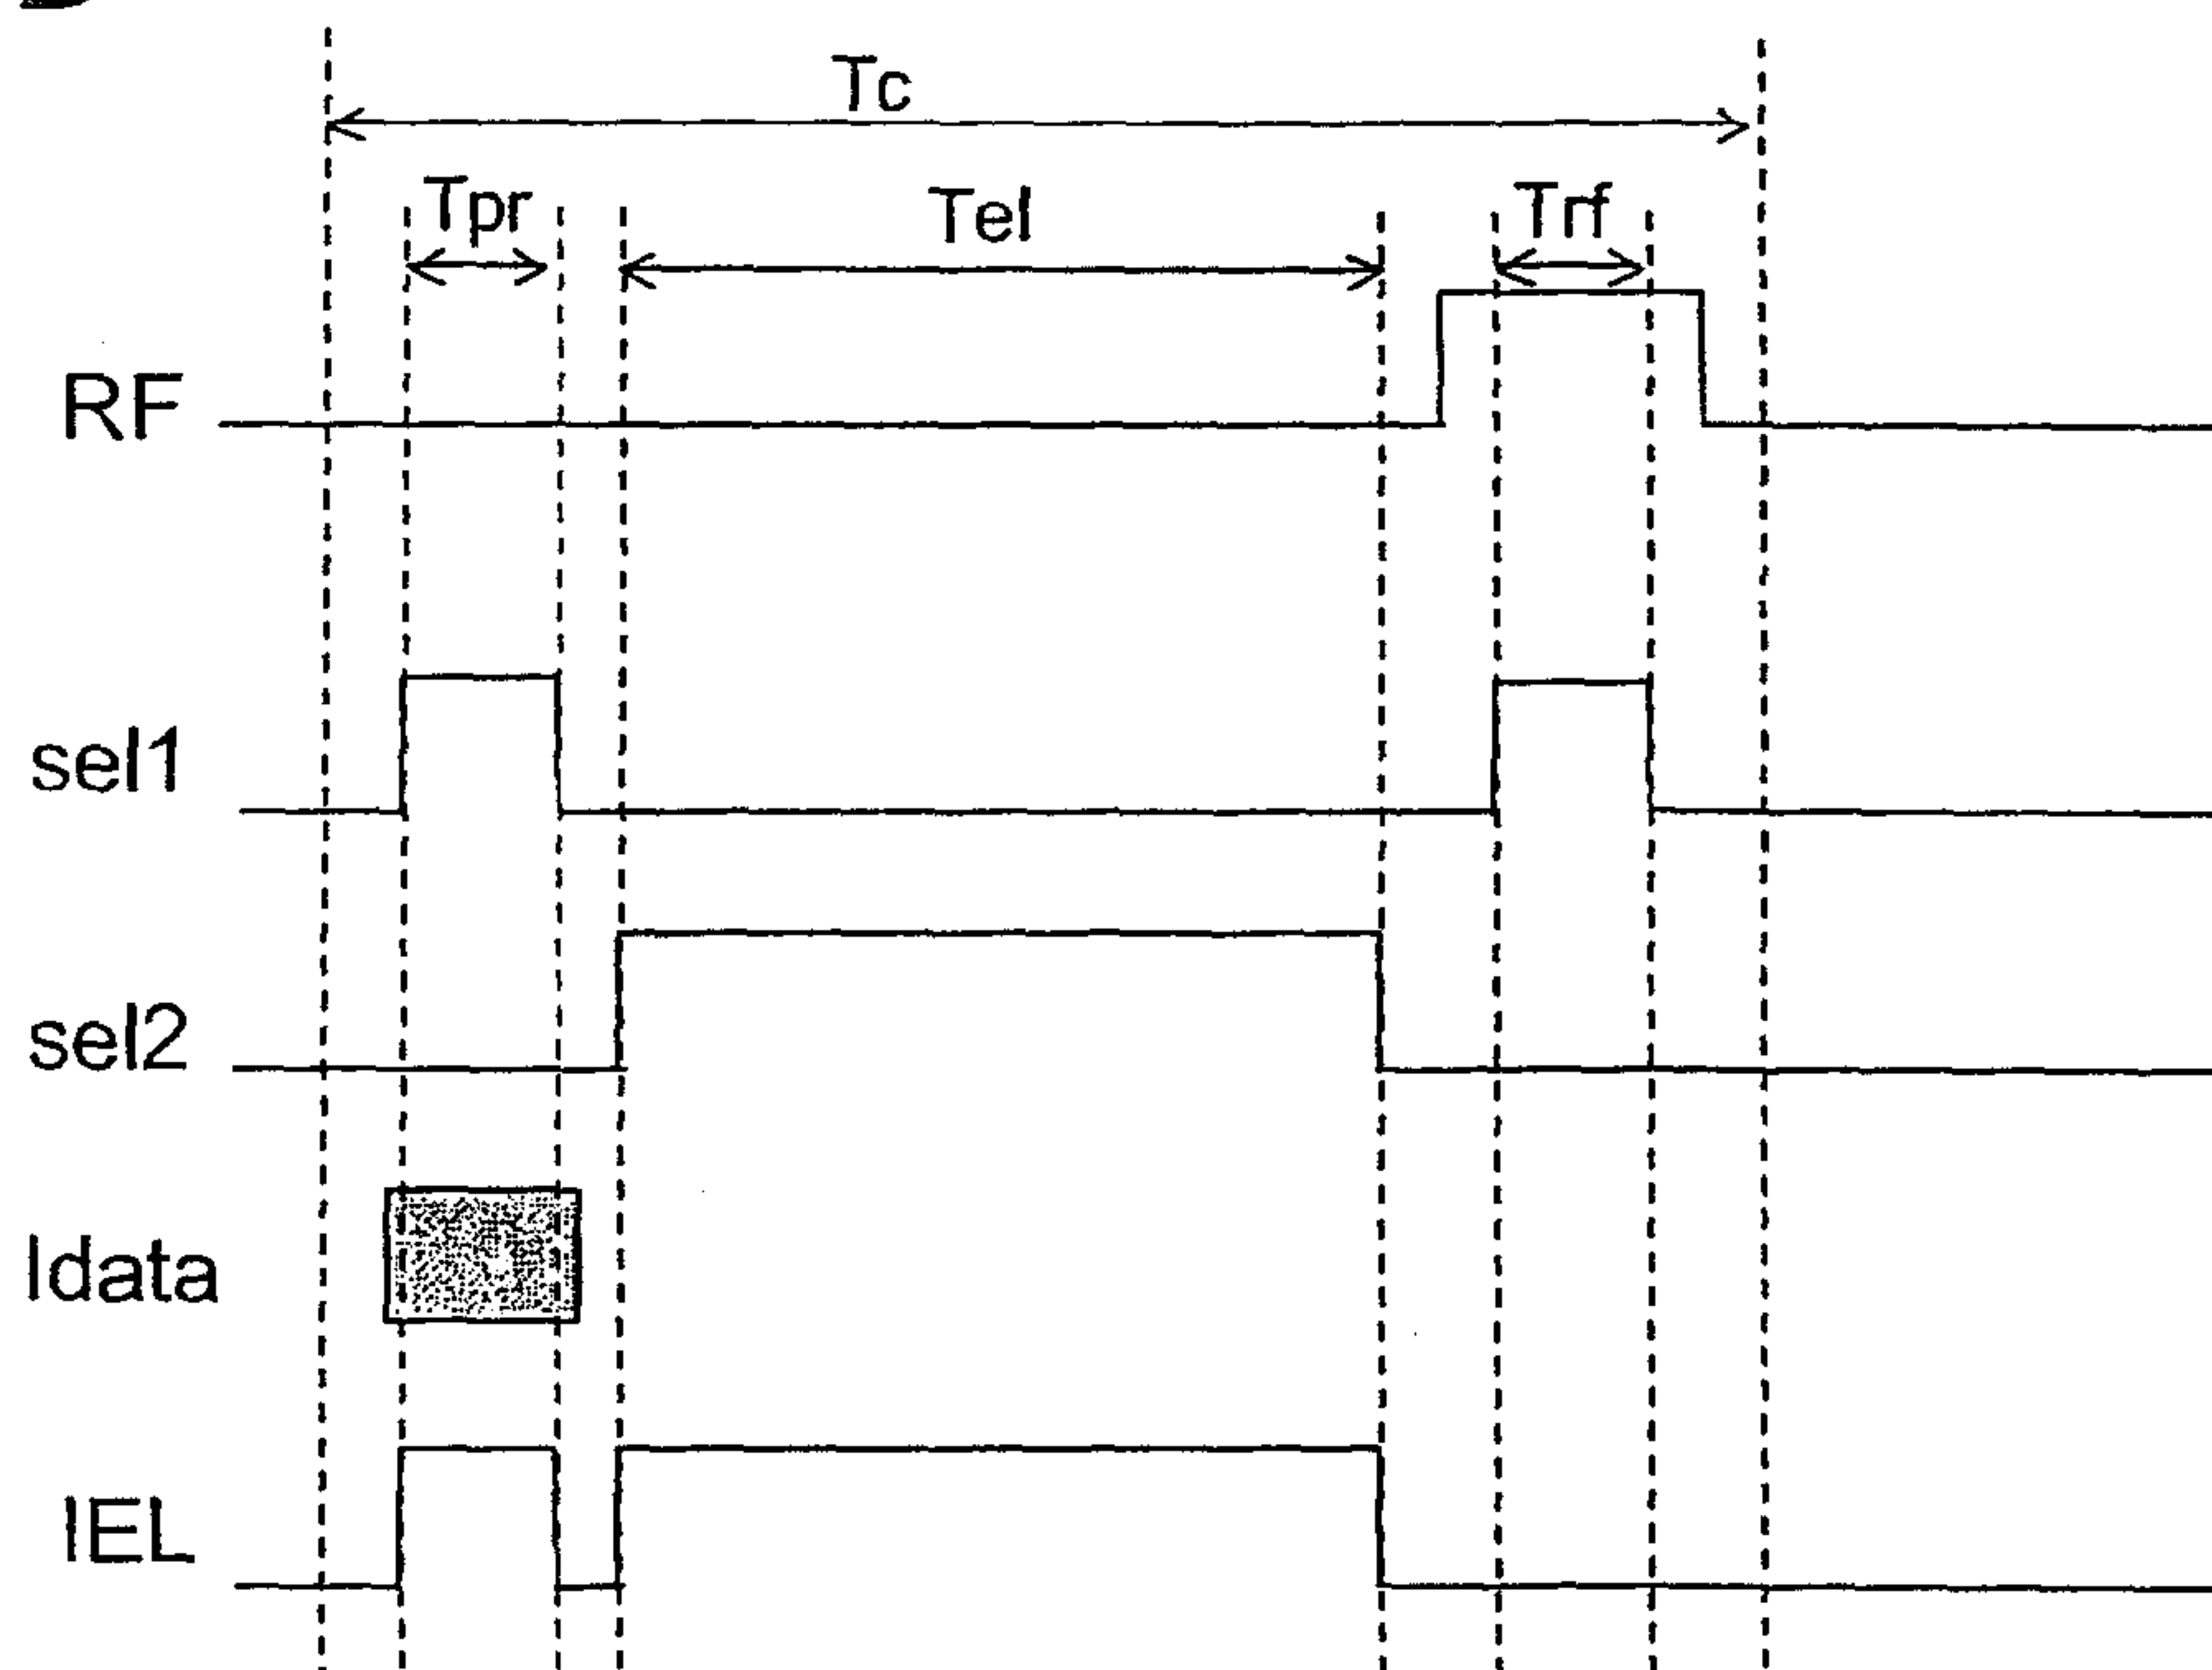 Tc
Tpr
Tel
Trf
RF
sel1
sel2
Idata
IEL